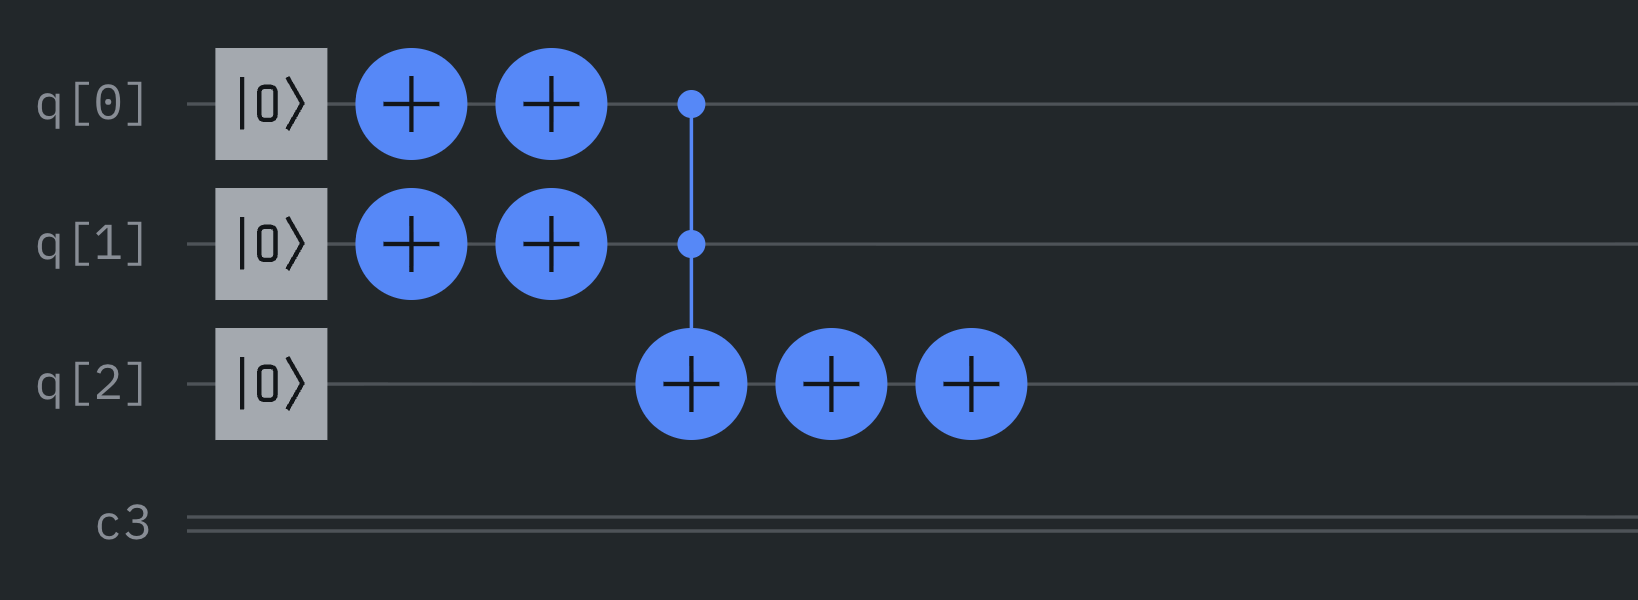 q[0] |0⟩ + +
q[1] |0⟩ + +
q[2] |0⟩ + + +
c3